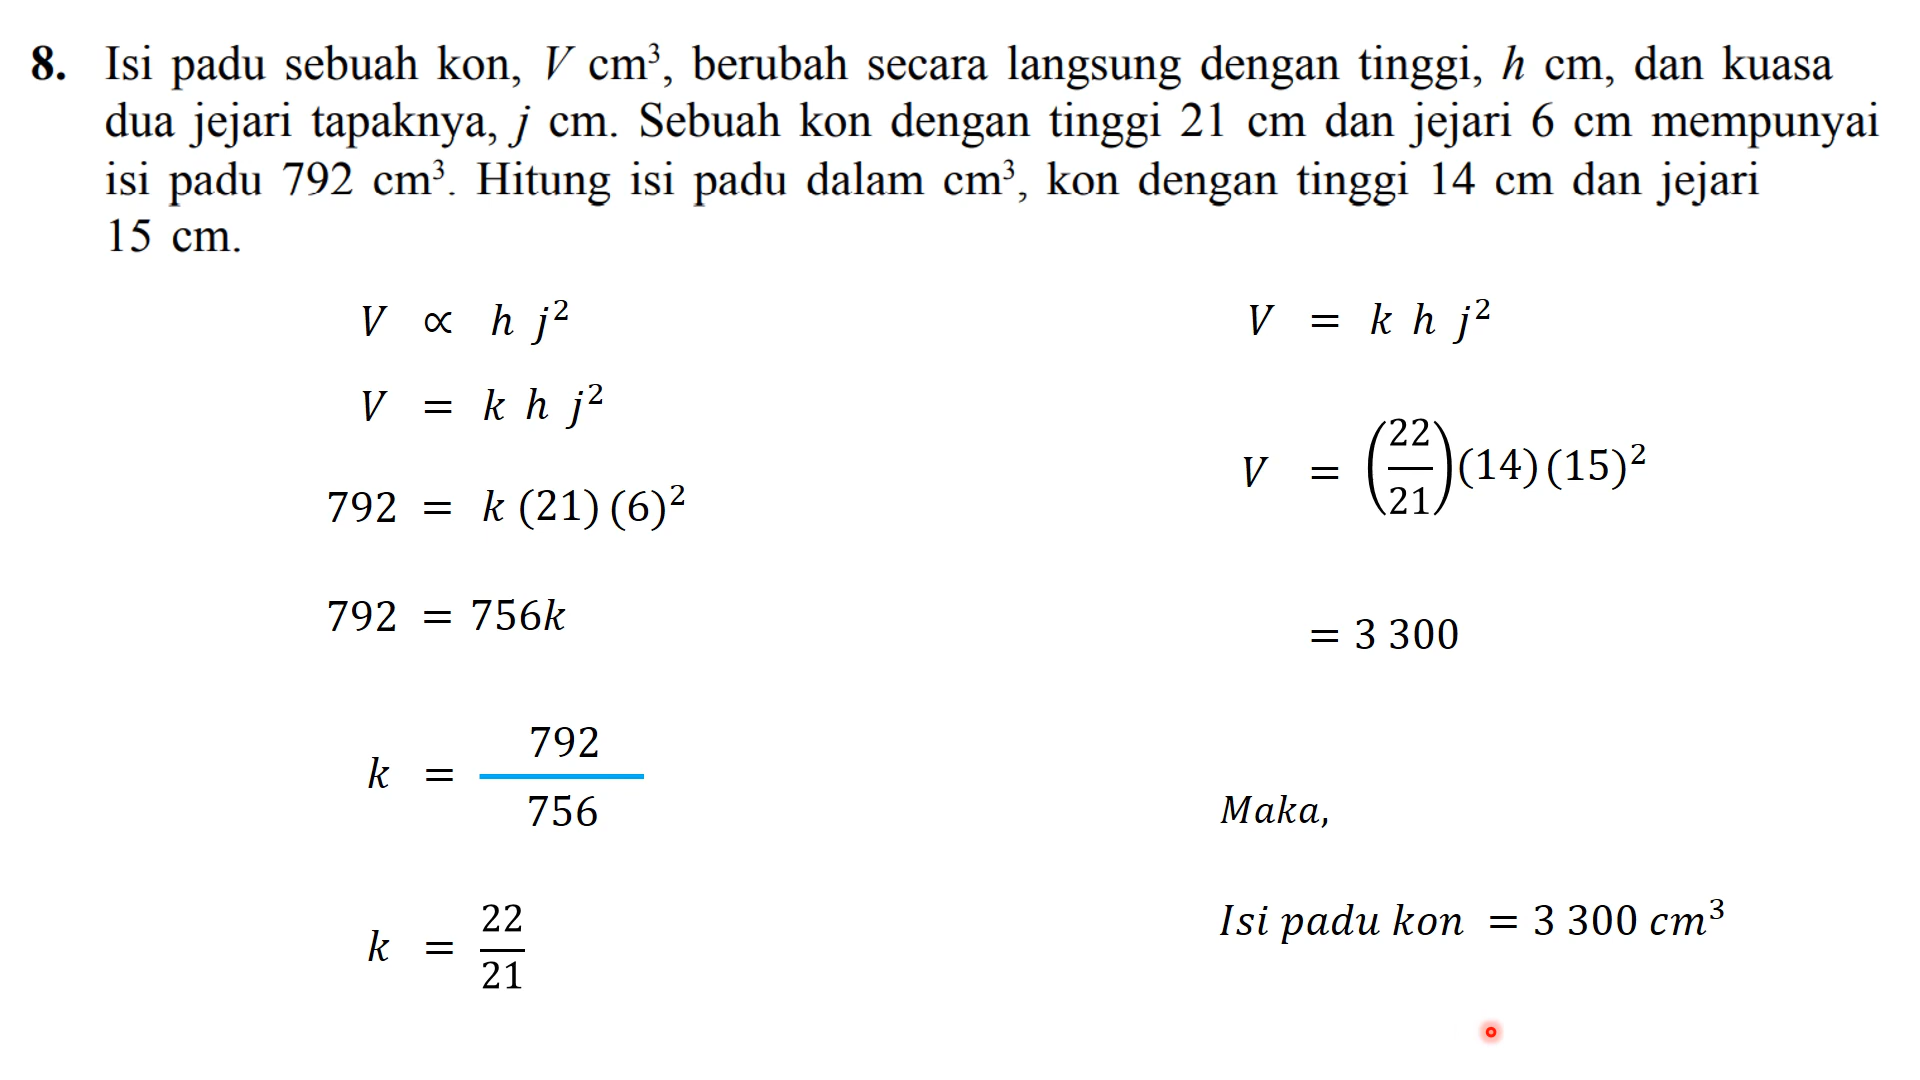 8. Isi padu sebuah kon, V cm³, berubah secara langsung dengan tinggi, h cm, dan kuasa
dua jejari tapaknya, j cm. Sebuah kon dengan tinggi 21 cm dan jejari 6 cm mempunyai
isi padu 792 cm³. Hitung isi padu dalam cm³, kon dengan tinggi 14 cm dan jejari
15 cm.
V ∝ h j²
V = k h j²
792 = k (21) (6)²
792 = 756k
k = 792/756
k = 22/21
V = k h j²
V = (22/21)(14)(15)²
= 3 300
Maka,
Isi padu kon = 3 300 cm³